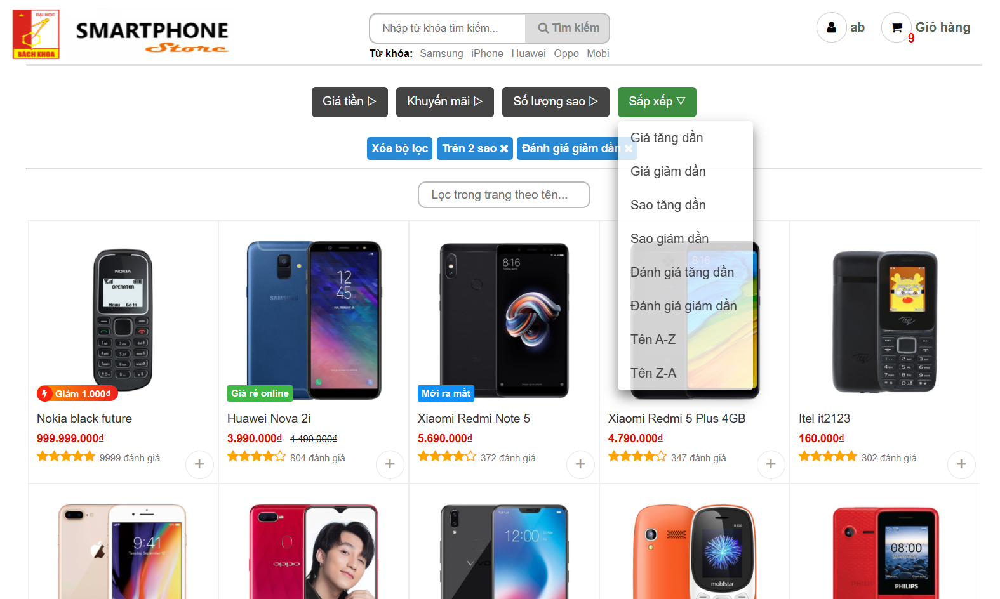 ĐẠI HỌC
BÁCH KHOA
SMARTPHONE
Store
Nhập từ khóa tìm kiếm...
Tìm kiếm
Từ khóa: Samsung iPhone Huawei Oppo Mobi
ab
9
Giỏ hàng
Giá tiền ▷
Khuyến mãi ▷
Số lượng sao ▷
Sắp xếp ▽
Xóa bộ lọc
Trên 2 sao ✖
Đánh giá giảm dần ✖
Giá tăng dần
Giá giảm dần
Sao tăng dần
Sao giảm dần
Đánh giá tăng dần
Đánh giá giảm dần
Tên A-Z
Tên Z-A
Lọc trong trang theo tên...
NOKIA
OPERATOR
Menu Go to
Giảm 1.000₫
Nokia black future
999.999.000₫
9999 đánh giá
+
SAMSUNG
12
45
Giá rẻ online
Huawei Nova 2i
3.990.000₫ 4.490.000₫
804 đánh giá
+
8:16
Mới ra mắt
Xiaomi Redmi Note 5
5.690.000₫
372 đánh giá
+
8:16
Xiaomi Redmi 5 Plus 4GB
4.790.000₫
347 đánh giá
+
itel
Itel it2123
160.000₫
302 đánh giá
+
9:41
oppo
vivo
12:00
BJ10
mobiistar
PHILIPS
08:00
Menu Contacts
PHILIPS